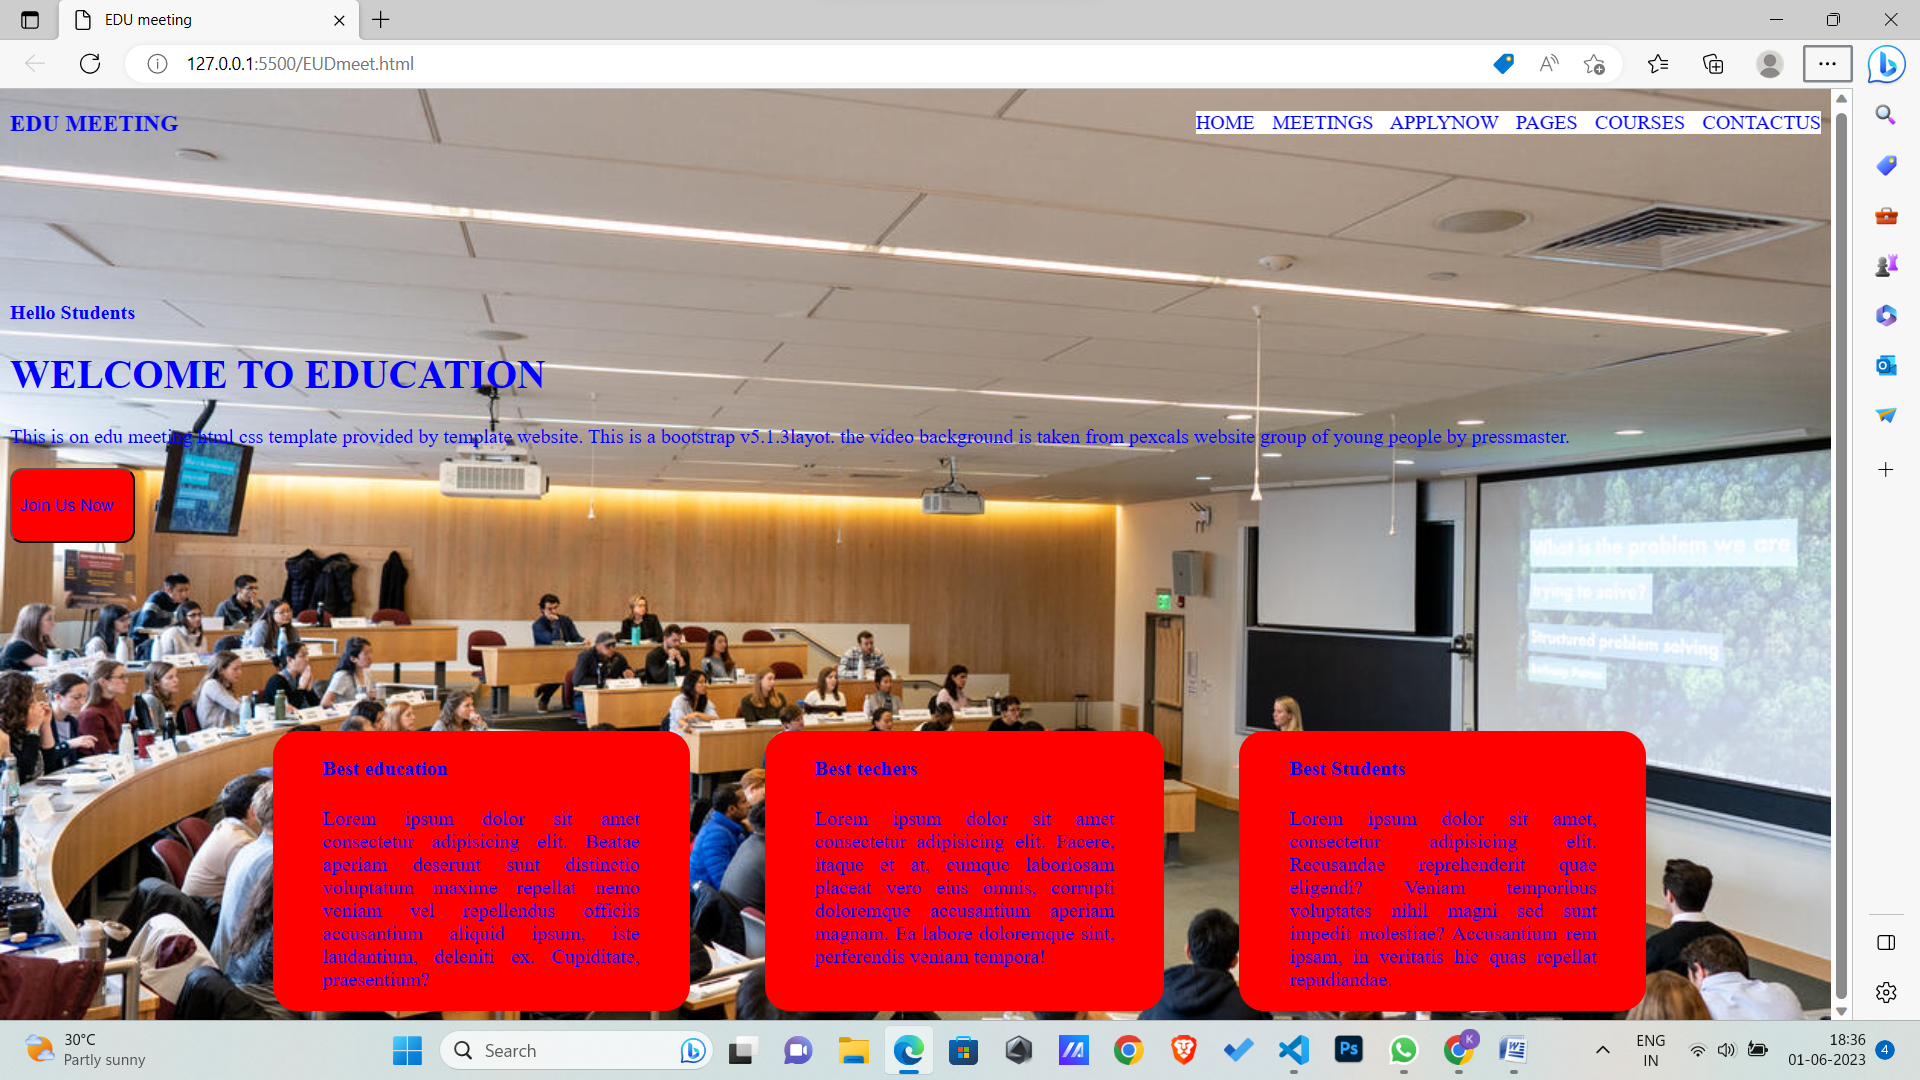 EDU meeting
127.0.0.1:5500/EUDmeet.html
EDU MEETING
HOME MEETINGS APPLYNOW PAGES COURSES CONTACTUS
Hello Students
WELCOME TO EDUCATION
This is on edu meeting html css template provided by template website. This is a bootstrap v5.1.3layot. the video background is taken from pexcals website group of young people by pressmaster.
Join Us Now
What is the problem we are
trying to solve?
Structured problem solving
Best education
Lorem ipsum dolor sit amet
consectetur adipisicing elit. Beatae
aperiam deserunt sunt distinctio
voluptatum maxime repellat nemo
veniam vel repellendus officiis
accusantium aliquid ipsum, iste
laudantium, deleniti ex. Cupiditate,
praesentium?
Best techers
Lorem ipsum dolor sit amet
consectetur adipisicing elit. Facere,
itaque et at, cumque laboriosam
placeat vero eius omnis, corrupti
doloremque accusantium aperiam
magnam. Ea labore doloremque sint,
perferendis veniam tempora!
Best Students
Lorem ipsum dolor sit amet,
consectetur adipisicing elit.
Recusandae reprehenderit quae
eligendi? Veniam temporibus
voluptates nihil magni sed sunt
impedit molestiae? Accusantium rem
ipsam, in veritatis hic quas repellat
repudiandae.
30°C
Partly sunny
Search
Ps
K
ENG
IN
18:36
01-06-2023
4